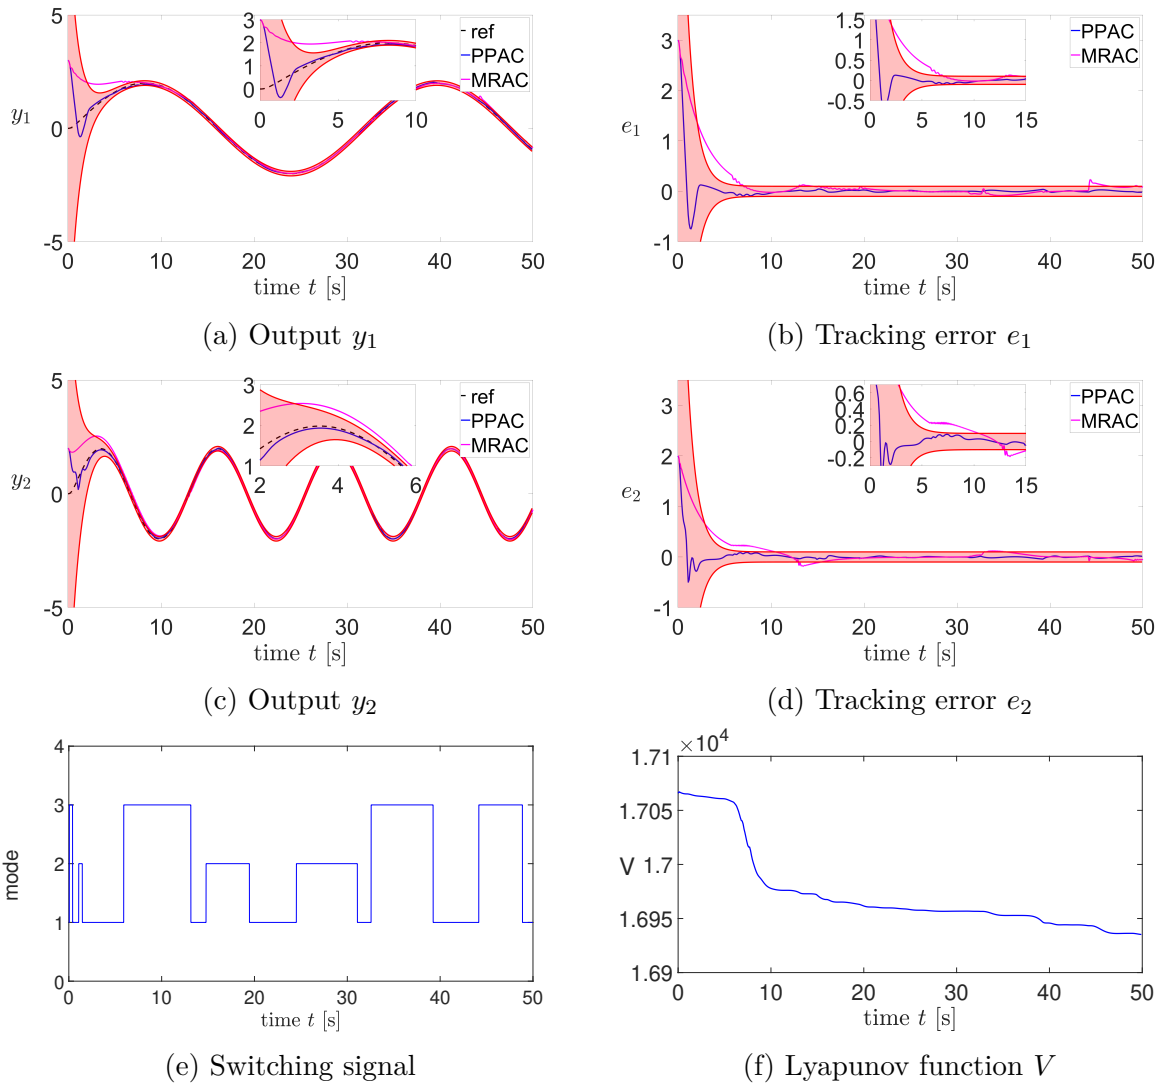 5
0
-5
y1
0 10 20 30 40 50
time t [s]
3
2
1
0
0 5 10
ref
PPAC
MRAC
(a) Output y1
3
2
1
0
-1
e1
0 10 20 30 40 50
time t [s]
1.5
1
0.5
0
-0.5
0 5 10 15
PPAC
MRAC
(b) Tracking error e1
5
0
-5
y2
0 10 20 30 40 50
time t [s]
3
2
1
2 4 6
ref
PPAC
MRAC
(c) Output y2
3
2
1
0
-1
e2
0 10 20 30 40 50
time t [s]
0.6
0.4
0.2
0
-0.2
0 5 10 15
PPAC
MRAC
(d) Tracking error e2
4
3
2
1
0
mode
0 10 20 30 40 50
time t [s]
(e) Switching signal
×10⁴
1.71
1.705
1.7
1.695
1.69
V
0 10 20 30 40 50
time t [s]
(f) Lyapunov function V